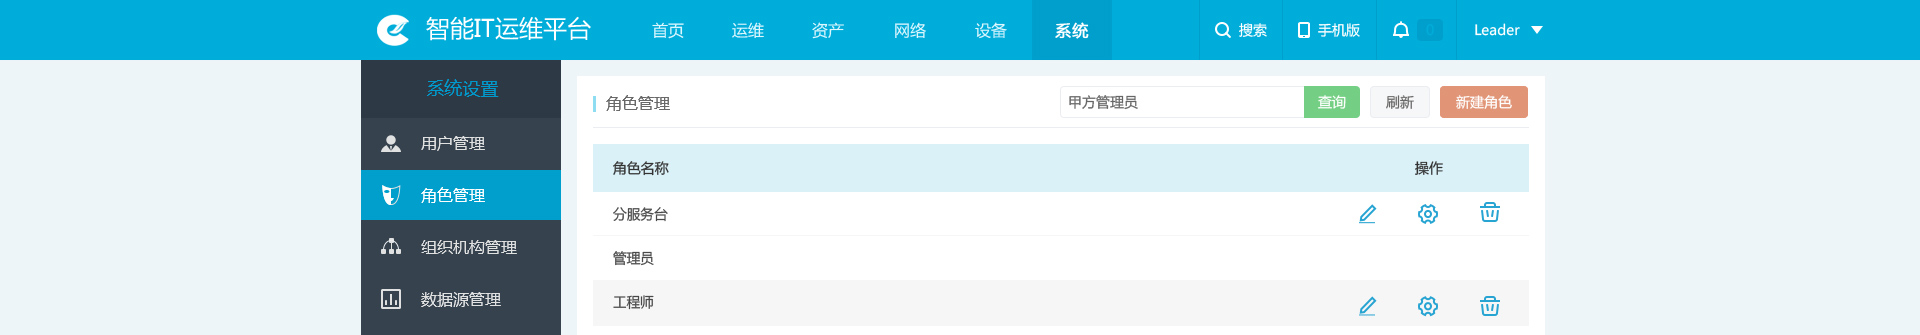 智能IT运维平台 首页 运维 资产 网络 设备 系统 搜索 手机版 0 Leader
系统设置
用户管理
角色管理
组织机构管理
数据源管理
角色管理 甲方管理员 查询 刷新 新建角色
角色名称 操作
分服务台
管理员
工程师